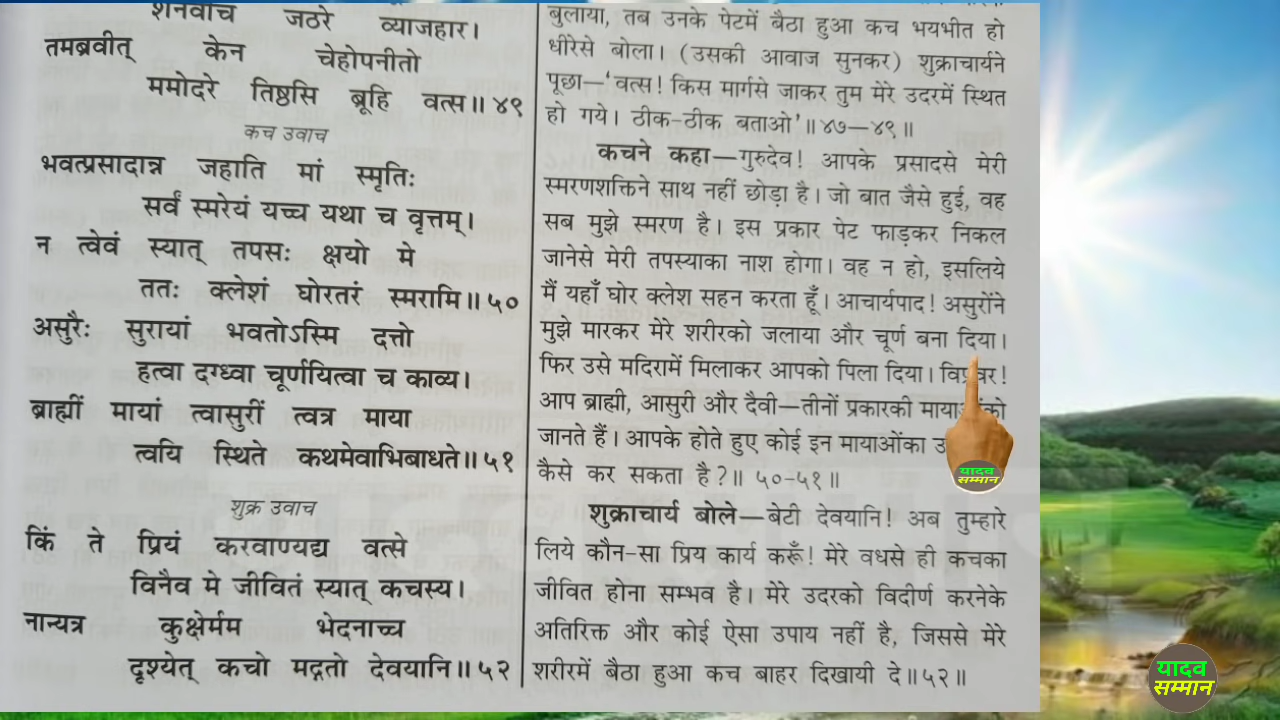 शनैर्वाचं जठरे व्याजहार।
तमब्रवीत् केन चेहोपनीतो
ममोदरे तिष्ठसि ब्रूहि वत्स॥४९
कच उवाच
भवत्प्रसादान्न जहाति मां स्मृतिः
सर्वं स्मरेयं यच्च यथा च वृत्तम्।
न त्वेवं स्यात् तपसः क्षयो मे
ततः क्लेशं घोरतरं स्मरामि॥५०
असुरैः सुरायां भवतोऽस्मि दत्तो
हत्वा दग्ध्वा चूर्णयित्वा च काव्य।
ब्राह्मीं मायां त्वासुरीं त्वत्र माया
त्वयि स्थिते कथमेवाभिबाधते॥५१
शुक्र उवाच
किं ते प्रियं करवाण्यद्य वत्से
विनैव मे जीवितं स्यात् कचस्य।
नान्यत्र कुक्षेर्मम भेदनाच्च
दृश्येत् कचो मद्गतो देवयानि॥५२
बुलाया, तब उनके पेटमें बैठा हुआ कच भयभीत हो
धीरेसे बोला। (उसकी आवाज सुनकर) शुक्राचार्यने
पूछा—‘वत्स! किस मार्गसे जाकर तुम मेरे उदरमें स्थित
हो गये। ठीक-ठीक बताओ’॥४७—४९॥
कचने कहा—गुरुदेव! आपके प्रसादसे मेरी
स्मरणशक्तिने साथ नहीं छोड़ा है। जो बात जैसे हुई, वह
सब मुझे स्मरण है। इस प्रकार पेट फाड़कर निकल
जानेसे मेरी तपस्याका नाश होगा। वह न हो, इसलिये
मैं यहाँ घोर क्लेश सहन करता हूँ। आचार्यपाद! असुरोंने
मुझे मारकर मेरे शरीरको जलाया और चूर्ण बना दिया।
फिर उसे मदिरामें मिलाकर आपको पिला दिया। विप्रवर!
आप ब्राह्मी, आसुरी और दैवी—तीनों प्रकारकी मायाओंको
जानते हैं। आपके होते हुए कोई इन मायाओंका
कैसे कर सकता है?॥ ५०-५१॥
शुक्राचार्य बोले—बेटी देवयानि! अब तुम्हारे
लिये कौन-सा प्रिय कार्य करूँ! मेरे वधसे ही कचका
जीवित होना सम्भव है। मेरे उदरको विदीर्ण करनेके
अतिरिक्त और कोई ऐसा उपाय नहीं है, जिससे मेरे
शरीरमें बैठा हुआ कच बाहर दिखायी दे॥५२॥
यादव
सम्मान
यादव
सम्मान